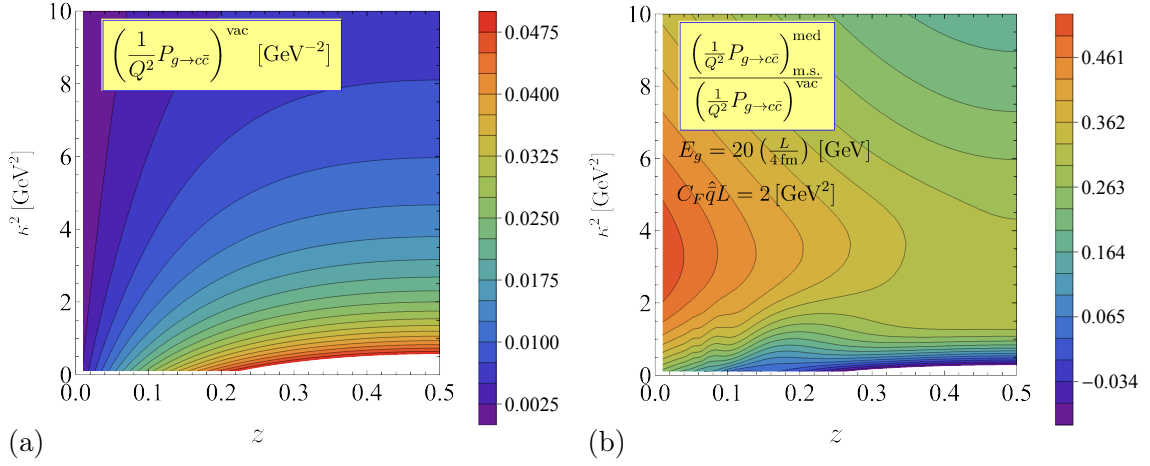 10
8
6
4
2
0
0.0 0.1 0.2 0.3 0.4 0.5
κ² [GeV²]
z
(1/Q² P_{g→cc̄})^{vac} [GeV⁻²]
0.0475
0.0400
0.0325
0.0250
0.0175
0.0100
0.0025
(a)
10
8
6
4
2
0
0.0 0.1 0.2 0.3 0.4 0.5
κ² [GeV²]
z
(1/Q² P_{g→cc̄})^{med}_{m.s.}
(1/Q² P_{g→cc̄})^{vac}
E_g = 20 (L/4 fm) [GeV]
C_F q̂̄ L = 2 [GeV²]
0.461
0.362
0.263
0.164
0.065
−0.034
(b)